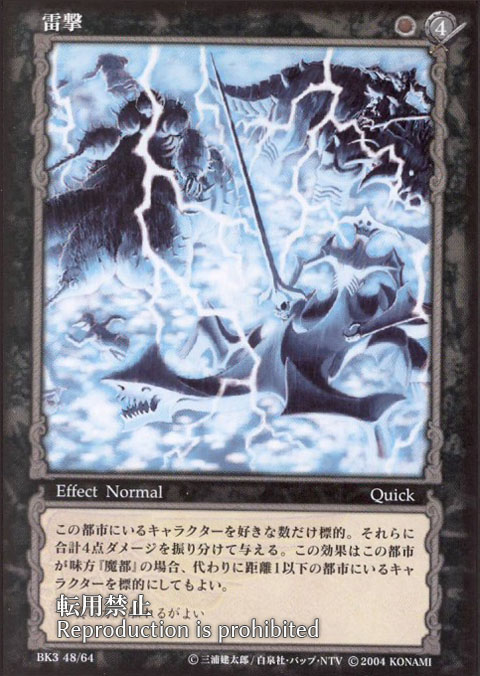 雷撃
4
Effect Normal
Quick
この都市にいるキャラクターを好きな数だけ標的。それらに
合計4点ダメージを振り分けて与える。この効果はこの都市
が味方『魔都』の場合、代わりに距離1以下の都市にいるキャ
ラクターを標的にしてもよい。
転用禁止
るがよい
Reproduction is prohibited
BK3 48/64
©三浦建太郎/白泉社・バップ・NTV ©2004 KONAMI